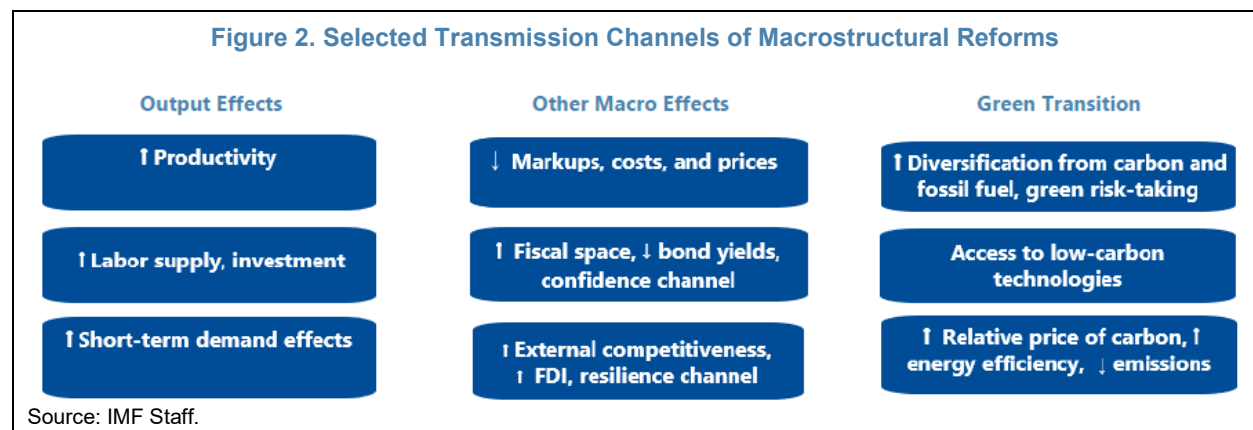 Figure 2. Selected Transmission Channels of Macrostructural Reforms
Output Effects
↑ Productivity
↑ Labor supply, investment
↑ Short-term demand effects
Other Macro Effects
↓ Markups, costs, and prices
↑ Fiscal space, ↓ bond yields,
confidence channel
↑ External competitiveness,
↑ FDI, resilience channel
Green Transition
↑ Diversification from carbon and
fossil fuel, green risk-taking
Access to low-carbon
technologies
↑ Relative price of carbon, ↑
energy efficiency, ↓ emissions
Source: IMF Staff.